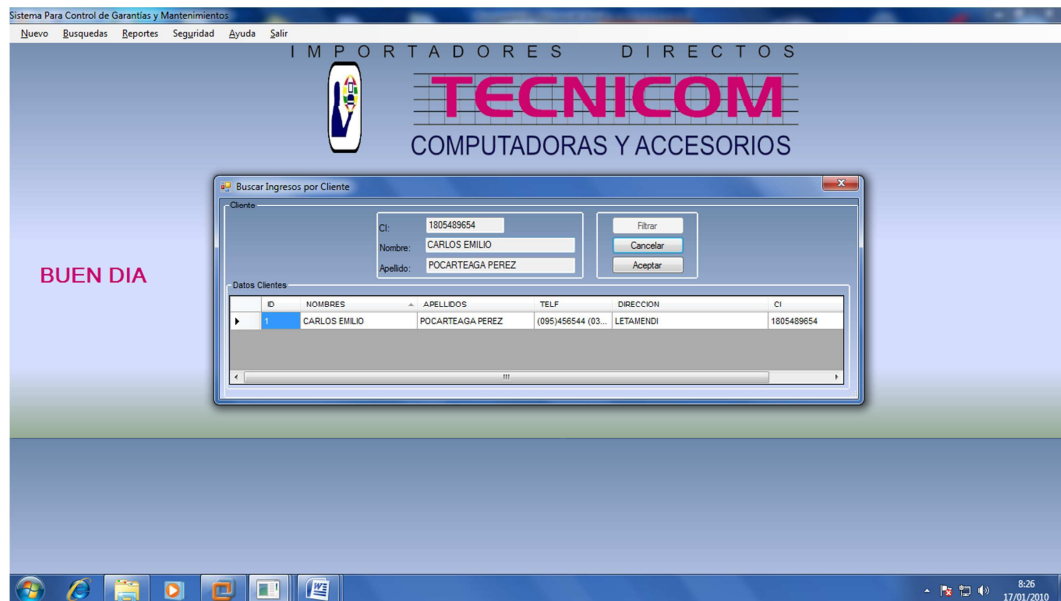 Sistema Para Control de Garantías y Mantenimientos
Nuevo Busquedas Reportes Seguridad Ayuda Salir
IMPORTADORES DIRECTOS
TECNICOM
COMPUTADORAS Y ACCESORIOS
Buscar Ingresos por Cliente
Cliente
CI: 1805489654 Filtrar
Nombre: CARLOS EMILIO Cancelar
Apellido: POCARTEAGA PEREZ Aceptar
BUEN DIA
Datos Clientes
ID NOMBRES APELLIDOS TELF DIRECCION CI
1 CARLOS EMILIO POCARTEAGA PEREZ (095)456544 (03... LETAMENDI 1805489654
8:26
17/01/2010